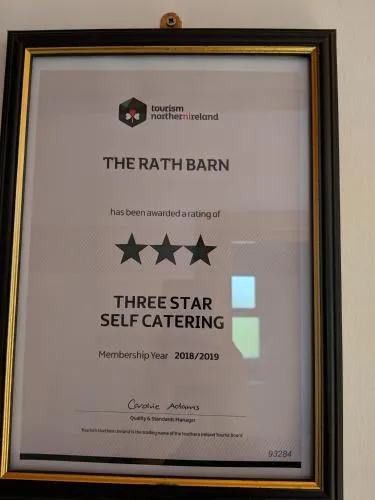 tourism
northernireland
THE RATH BARN
has been awarded a rating of
THREE STAR
SELF CATERING
Membership Year 2018/2019
Caroline Adams
Quality & Standards Manager
Tourism Northern Ireland is the trading name of the Northern Ireland Tourist Board
93284